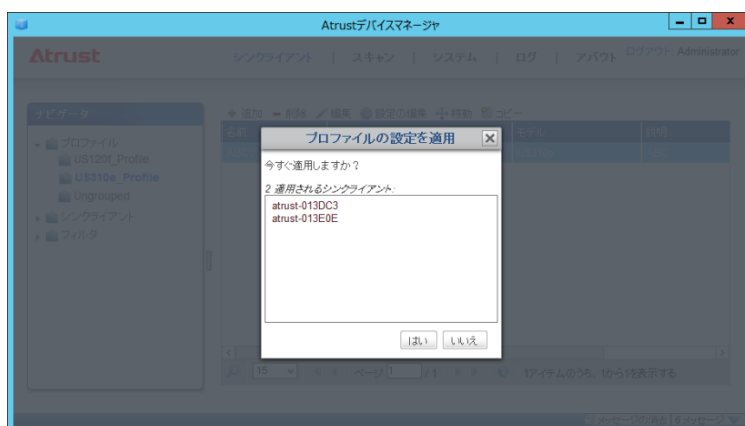 Atrustデバイスマネージャ
Atrust
シンクライアント | スキャン | システム | ログ | アバウト
ログアウト Administrator
ナビゲータ
追加 削除 編集 設定の編集 移動 コピー
プロファイル
US120f_Profile
US310e_Profile
Ungrouped
シンクライアント
フィルタ
名前
モデル
説明
プロファイルの設定を適用
今すぐ適用しますか?
2 適用されるシンクライアント:
atrust-013DC3
atrust-013E0E
はい いいえ
15 ページ 1 / 1 1アイテムのうち、1から1を表示する